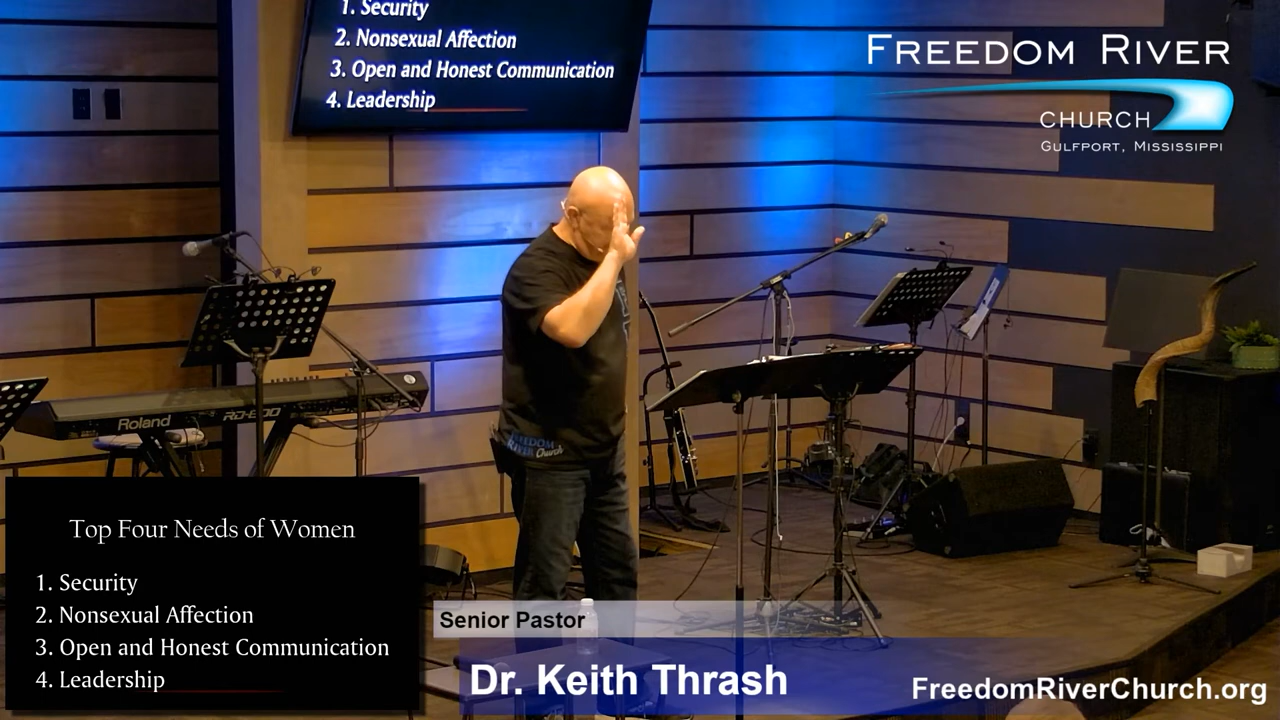 1. Security
2. Nonsexual Affection
3. Open and Honest Communication
4. Leadership
FREEDOM RIVER
CHURCH
GULFPORT, MISSISSIPPI
Roland
RD-800
FREEDOM
RIVER Church
Top Four Needs of Women
1. Security
2. Nonsexual Affection
3. Open and Honest Communication
4. Leadership
Senior Pastor
Dr. Keith Thrash
FreedomRiverChurch.org